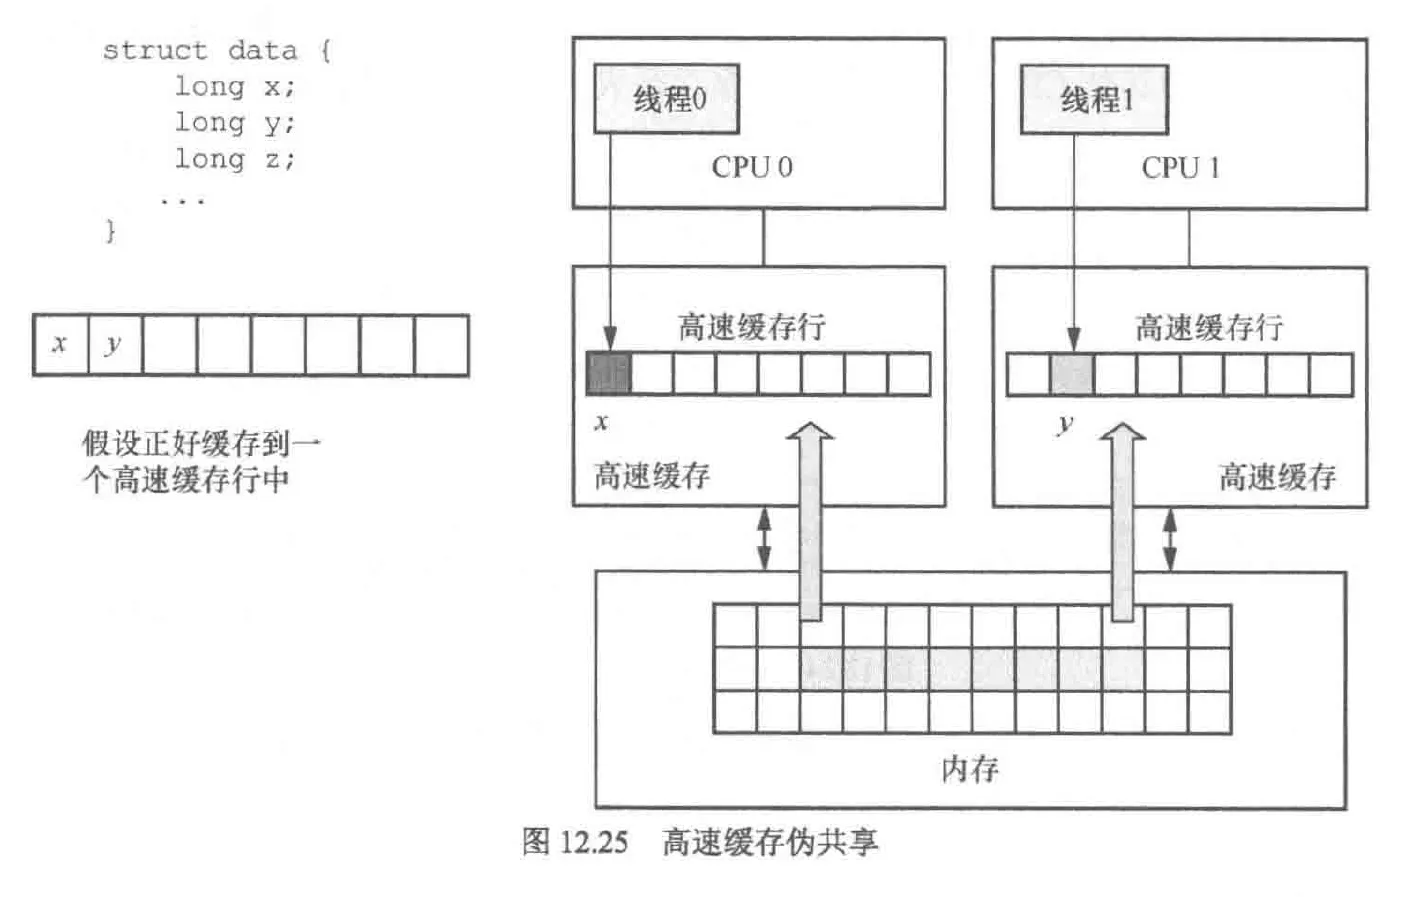 struct data {
long x;
long y;
long z;
...
}
x y
假设正好缓存到一
个高速缓存行中
线程0
CPU 0
高速缓存行
x
高速缓存
线程1
CPU 1
高速缓存行
y
高速缓存
内存
图 12.25 高速缓存伪共享